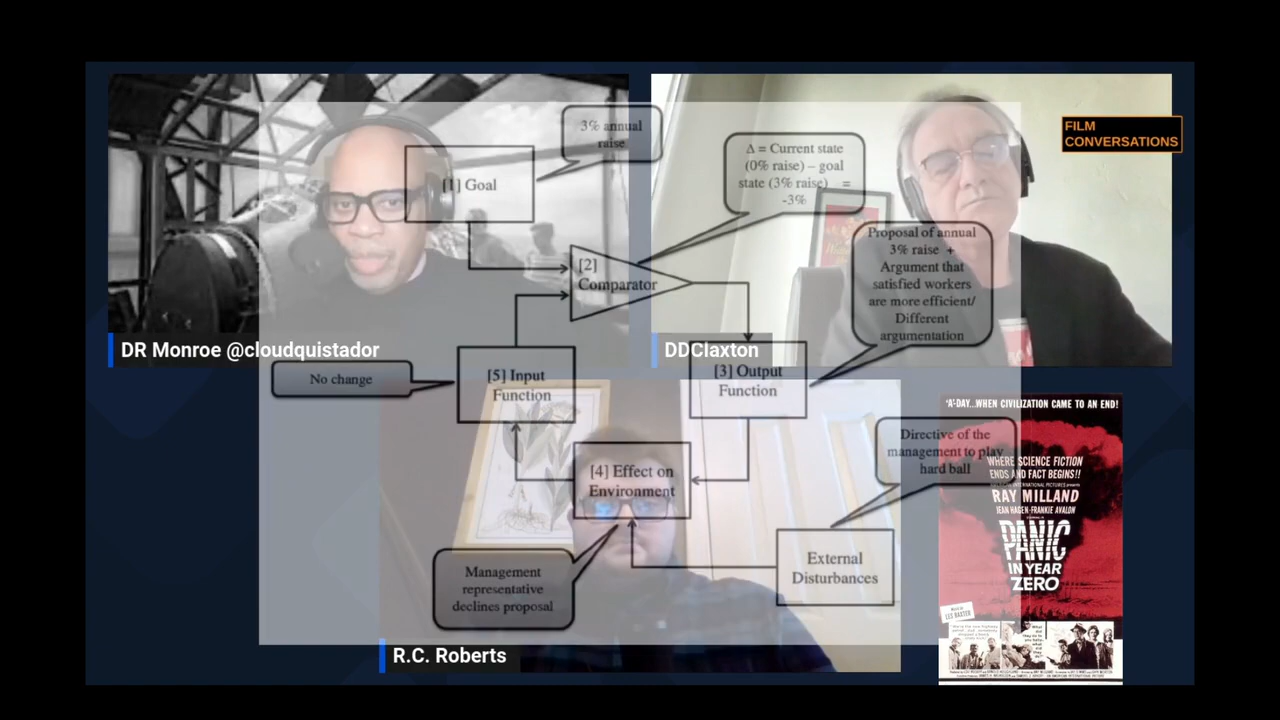 FILM
CONVERSATIONS
3% annual
raise
[1] Goal
Δ = Current state
(0% raise) – goal
state (3% raise) =
-3%
Proposal of annual
3% raise +
Argument that
satisfied workers
are more efficient/
Different
argumentation
[2]
Comparator
DR Monroe @cloudquistador
DDClaxton
No change
[5] Input
Function
[3] Output
Function
'A'-DAY...WHEN CIVILIZATION CAME TO AN END!
Directive of the
management to play
hard ball
WHERE SCIENCE FICTION
ENDS AND FACT BEGINS!!
RAY MILLAND
JEAN HAGEN·FRANKIE AVALON
PANIC
IN YEAR
ZERO
[4] Effect on
Environment
External
Disturbances
Management
representative
declines proposal
LES BAXTER
R.C. Roberts